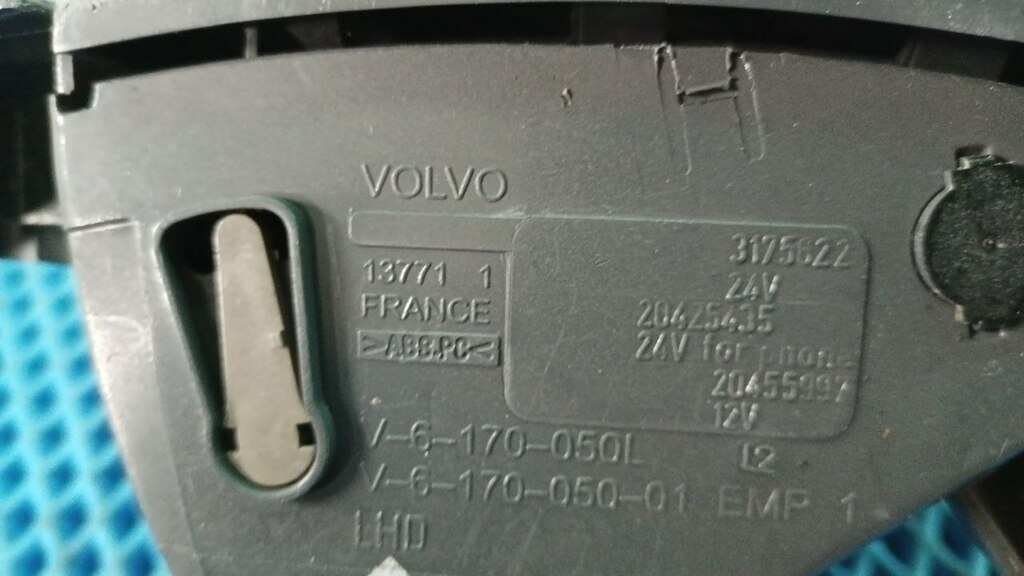 VOLVO
3175622
24V
13771 1
FRANCE
20425435
>ABS.PC<
24V for phone
20455997
12V
V-6-170-050L
L2
V-6-170-050-01 EMP 1
LHD